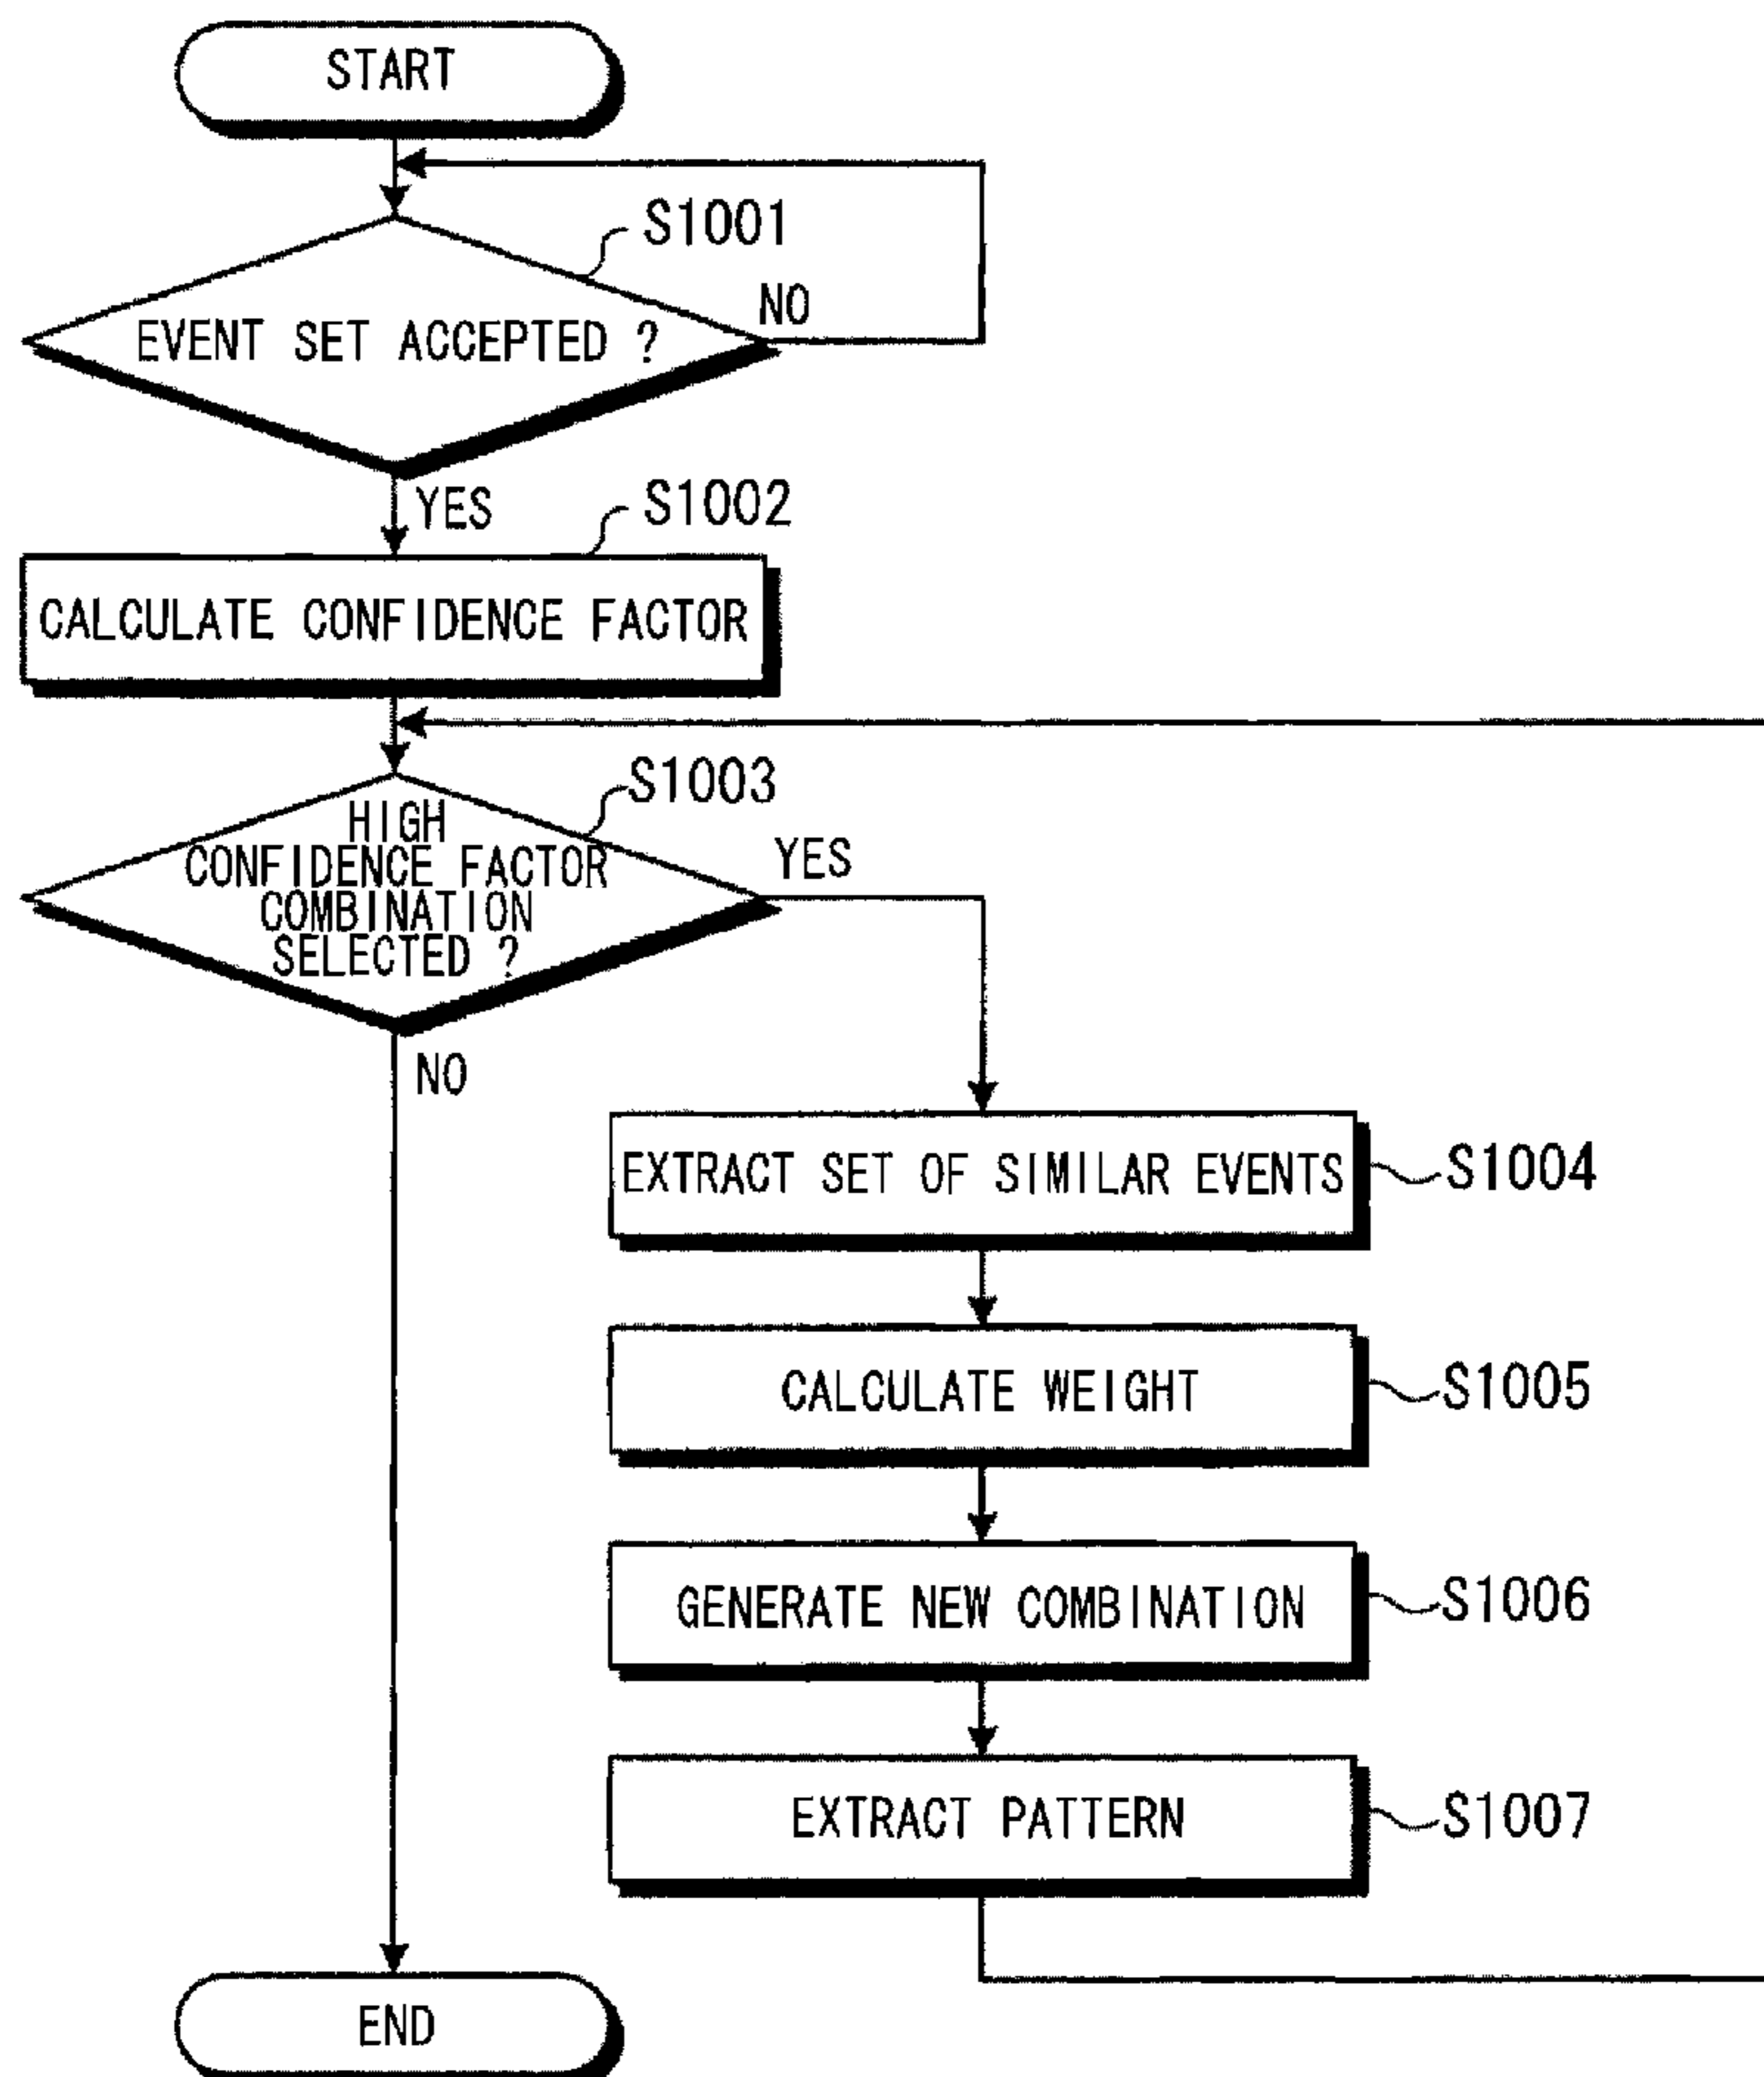 START
S1001
NO
EVENT SET ACCEPTED ?
YES
S1002
CALCULATE CONFIDENCE FACTOR
S1003
HIGH
CONFIDENCE FACTOR
COMBINATION
SELECTED ?
YES
NO
EXTRACT SET OF SIMILAR EVENTS
S1004
CALCULATE WEIGHT
S1005
GENERATE NEW COMBINATION
S1006
EXTRACT PATTERN
S1007
END